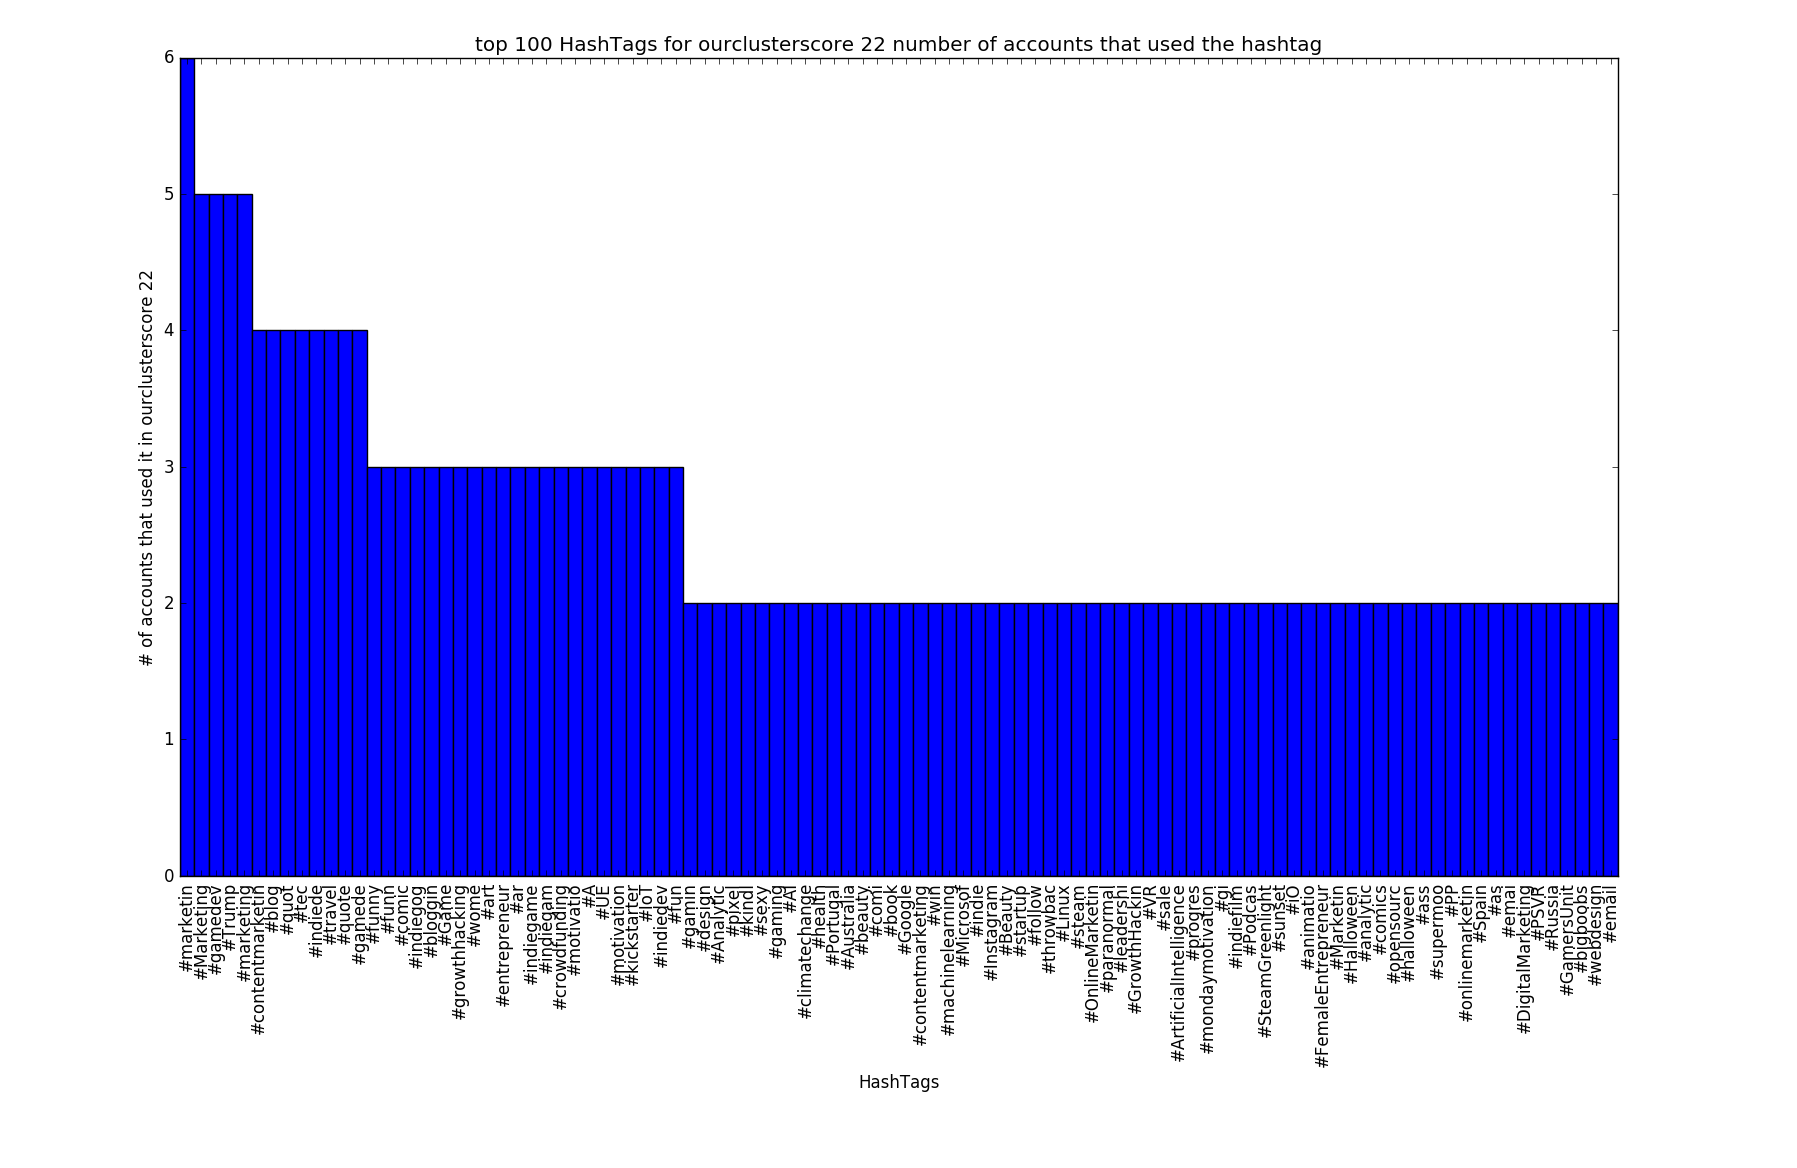 top 100 HashTags for ourclusterscore 22 number of accounts that used the hashtag
# of accounts that used it in ourclusterscore 22
6
5
4
3
2
1
0
#marketin
#Marketing
#gamedev
#Trump
#marketing
#contentmarketin
#blog
#quot
#tec
#indiede
#travel
#quote
#gamede
#funny
#funn
#comic
#indiegog
#bloggin
#Game
#growthhacking
#wome
#art
#entrepreneur
#ar
#indiegame
#indiegam
#crowdfunding
#motivatio
#A
#UE
#motivation
#kickstarter
#IoT
#indiedev
#fun
#gamin
#design
#Analytic
#pixel
#kindl
#sexy
#gaming
#AI
#climatechange
#health
#Portugal
#Australia
#beauty
#comi
#book
#Google
#contentmarketing
#win
#machinelearning
#Microsof
#indie
#Instagram
#Beauty
#startup
#follow
#throwbac
#Linux
#steam
#OnlineMarketin
#paranormal
#leadershi
#GrowthHackin
#VR
#sale
#ArtificialIntelligence
#progres
#mondaymotivation
#gi
#indiefilm
#Podcas
#SteamGreenlight
#sunset
#iO
#animatio
#FemaleEntrepreneur
#Marketin
#Halloween
#analytic
#comics
#opensourc
#halloween
#ass
#supermoo
#PP
#onlinemarketin
#Spain
#as
#emai
#DigitalMarketing
#PSVR
#Russia
#GamersUnit
#bigboobs
#webdesign
#email
HashTags